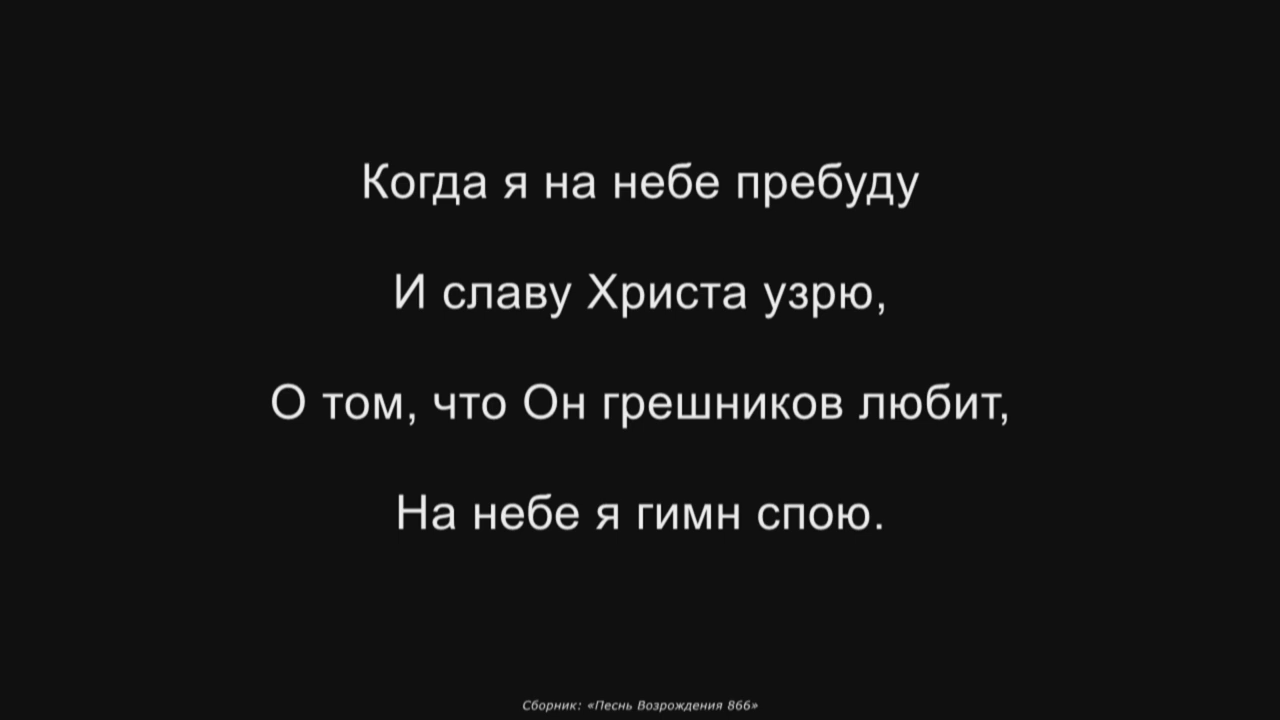 Когда я на небе пребуду
И славу Христа узрю,
О том, что Он грешников любит,
На небе я гимн спою.
Сборник: «Песнь Возрождения 866»